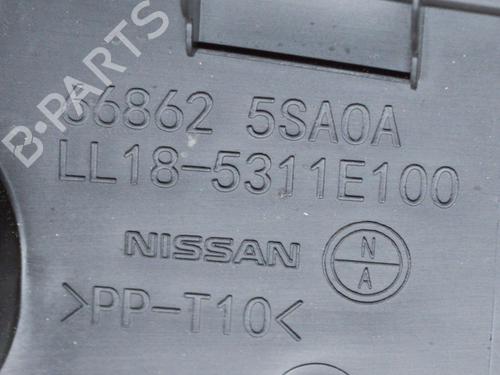 66862 5SA0A
LL18-5311E100
NISSAN
N
A
>PP-T10<
B-PARTS